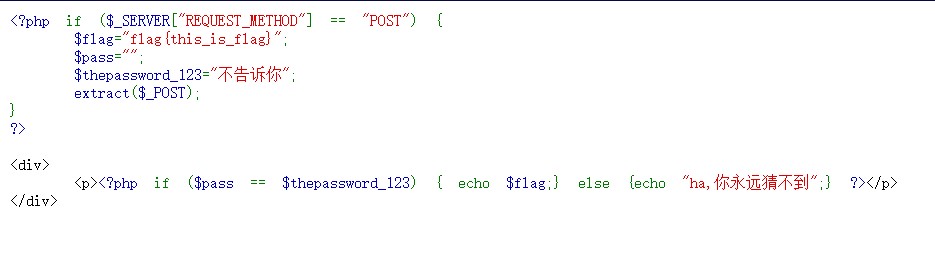 <?php if ($_SERVER["REQUEST_METHOD"] == "POST") {
$flag="flag{this_is_flag}";
$pass="";
$thepassword_123="不告诉你";
extract($_POST);
}
?>
<div>
<p><?php if ($pass == $thepassword_123) { echo $flag;} else {echo "ha,你永远猜不到";} ?></p>
</div>